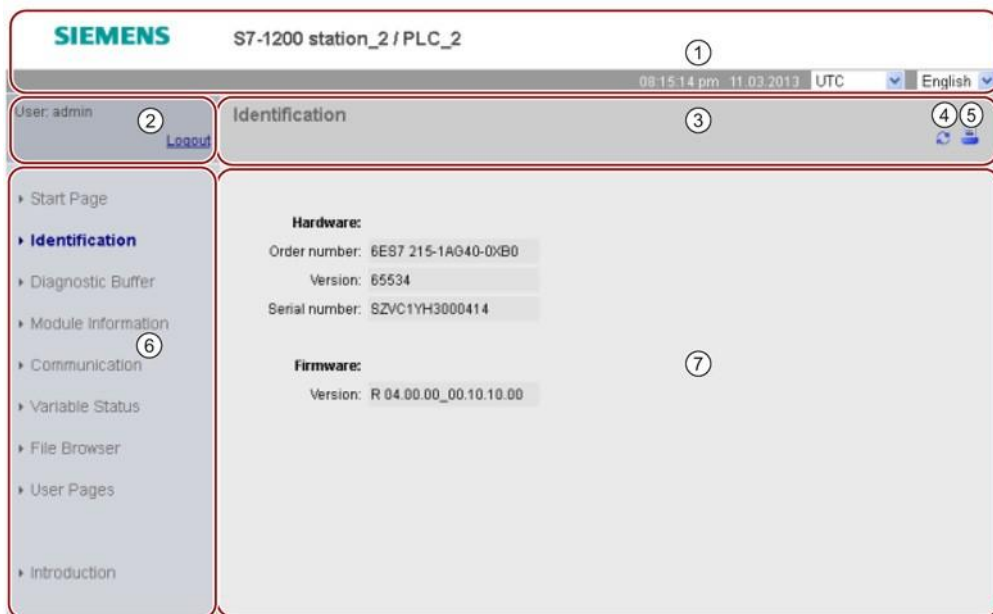 SIEMENS
S7-1200 station_2 / PLC_2
①
08:15:14 pm 11.03.2013 UTC English
User: admin
②
Logout
Identification
③
④ ⑤
Start Page
Identification
Diagnostic Buffer
Module Information
⑥
Communication
Variable Status
File Browser
User Pages
Introduction
Hardware:
Order number: 6ES7 215-1AG40-0XB0
Version: 65534
Serial number: SZVC1YH3000414
Firmware:
Version: R 04.00.00_00.10.10.00
⑦